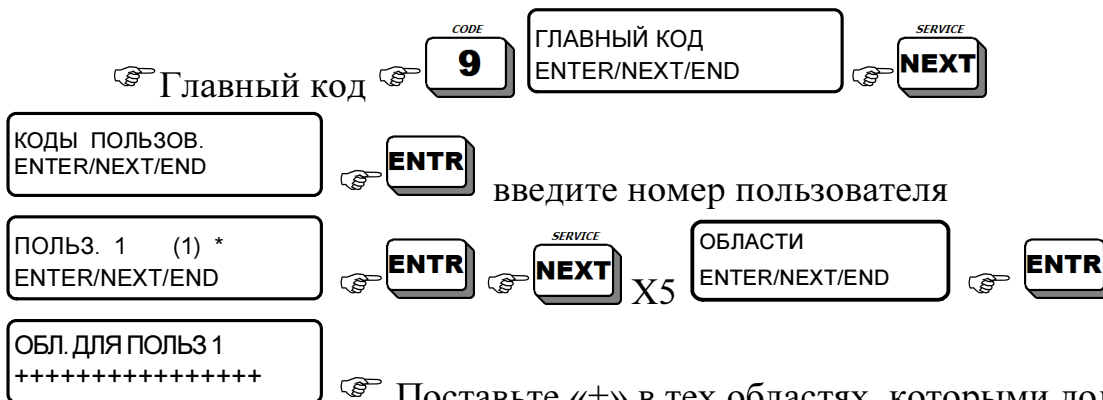 CODE SERVICE
Главный код 9 ГЛАВНЫЙ КОД NEXT
ENTER/NEXT/END
КОДЫ ПОЛЬЗОВ.
ENTER/NEXT/END
ENTR введите номер пользователя
SERVICE
ПОЛЬЗ. 1 (1) * ENTR NEXT X5 ОБЛАСТИ ENTR
ENTER/NEXT/END ENTER/NEXT/END
ОБЛ. ДЛЯ ПОЛЬЗ 1
++++++++++++++++
Поставьте «+» в тех областях, которыми